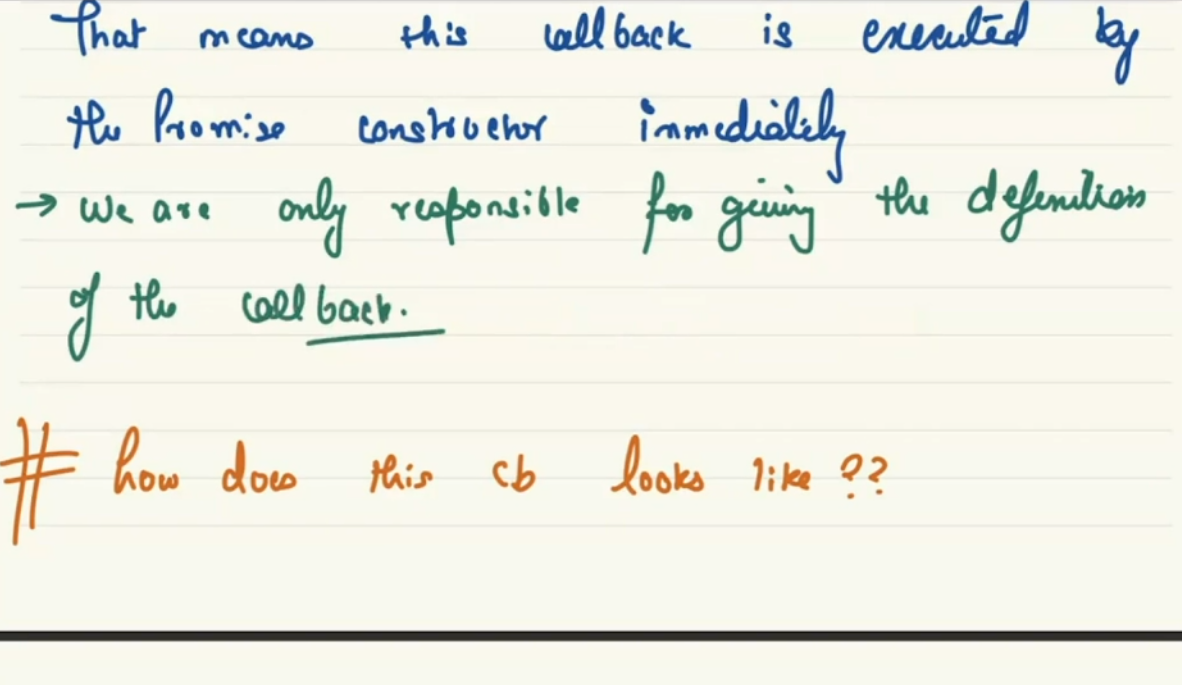 That means this callback is executed by
the Promise constructor immediately
→ we are only responsible for giving the defenition
of the callback.
# how does this cb looks like ??